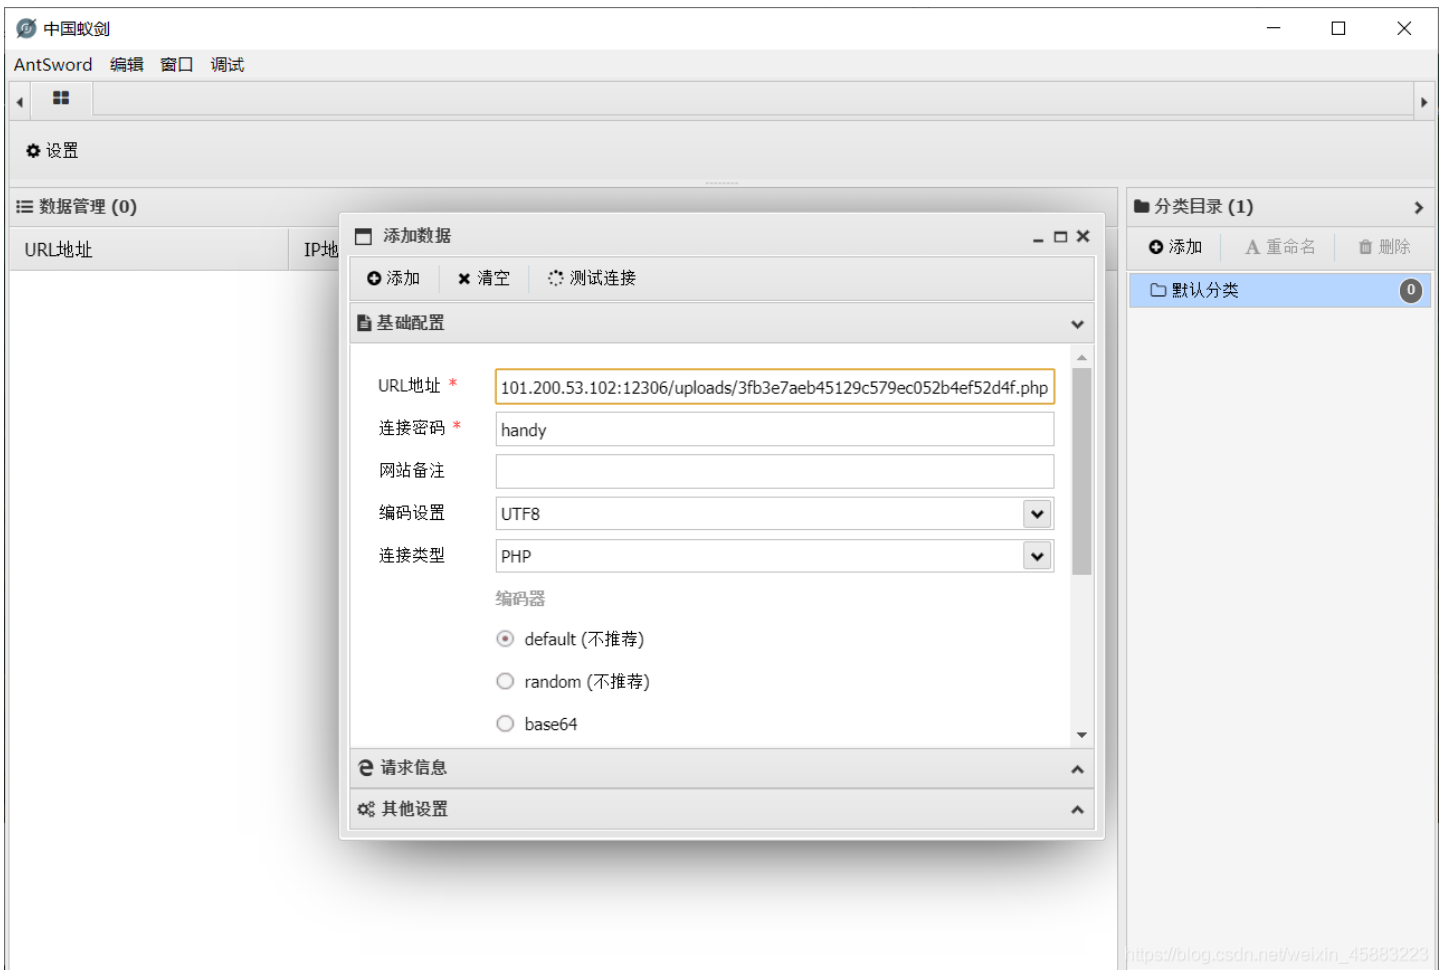 中国蚁剑
AntSword 编辑 窗口 调试
设置
数据管理 (0)
分类目录 (1)
URL地址 IP地
添加 重命名 删除
默认分类 0
添加数据
添加 清空 测试连接
基础配置
URL地址 * 101.200.53.102:12306/uploads/3fb3e7aeb45129c579ec052b4ef52d4f.php
连接密码 * handy
网站备注
编码设置 UTF8
连接类型 PHP
编码器
default (不推荐)
random (不推荐)
base64
请求信息
其他设置
https://blog.csdn.net/weixin_45883223